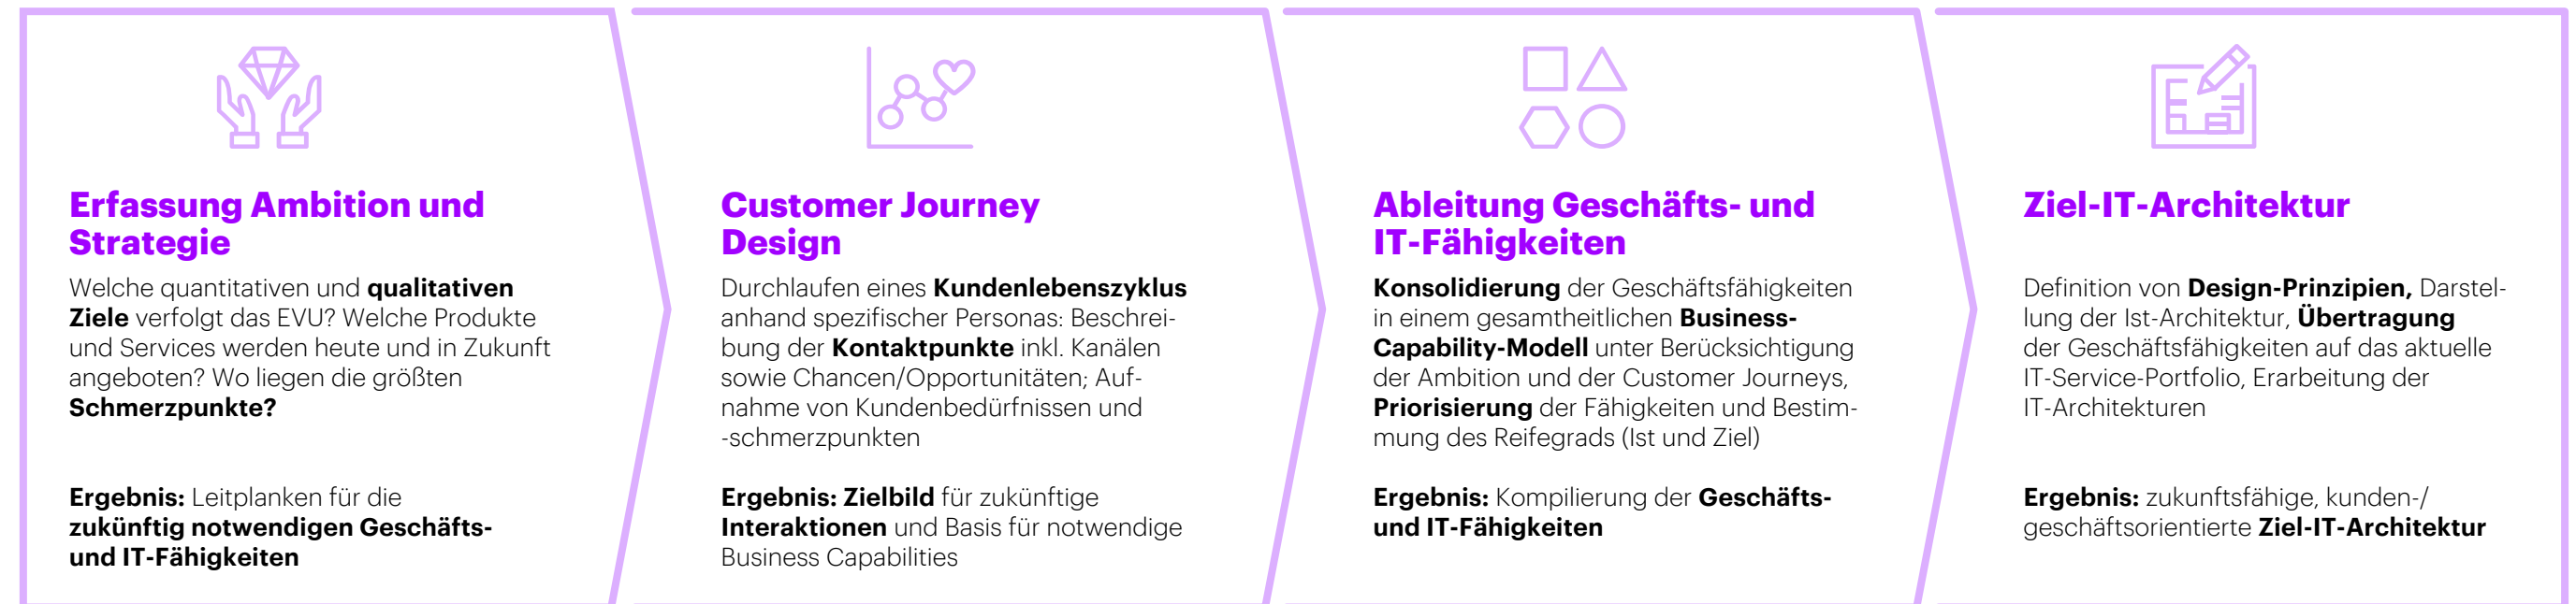 Erfassung Ambition und
Strategie
Welche quantitativen und qualitativen
Ziele verfolgt das EVU? Welche Produkte
und Services werden heute und in Zukunft
angeboten? Wo liegen die größten
Schmerzpunkte?
Ergebnis: Leitplanken für die
zukünftig notwendigen Geschäfts-
und IT-Fähigkeiten
Customer Journey
Design
Durchlaufen eines Kundenlebenszyklus
anhand spezifischer Personas: Beschrei-
bung der Kontaktpunkte inkl. Kanälen
sowie Chancen/Opportunitäten; Auf-
nahme von Kundenbedürfnissen und
-schmerzpunkten
Ergebnis: Zielbild für zukünftige
Interaktionen und Basis für notwendige
Business Capabilities
Ableitung Geschäfts- und
IT-Fähigkeiten
Konsolidierung der Geschäftsfähigkeiten
in einem gesamtheitlichen Business-
Capability-Modell unter Berücksichtigung
der Ambition und der Customer Journeys,
Priorisierung der Fähigkeiten und Bestim-
mung des Reifegrads (Ist und Ziel)
Ergebnis: Kompilierung der Geschäfts-
und IT-Fähigkeiten
Ziel-IT-Architektur
Definition von Design-Prinzipien, Darstel-
lung der Ist-Architektur, Übertragung
der Geschäftsfähigkeiten auf das aktuelle
IT-Service-Portfolio, Erarbeitung der
IT-Architekturen
Ergebnis: zukunftsfähige, kunden-/
geschäftsorientierte Ziel-IT-Architektur